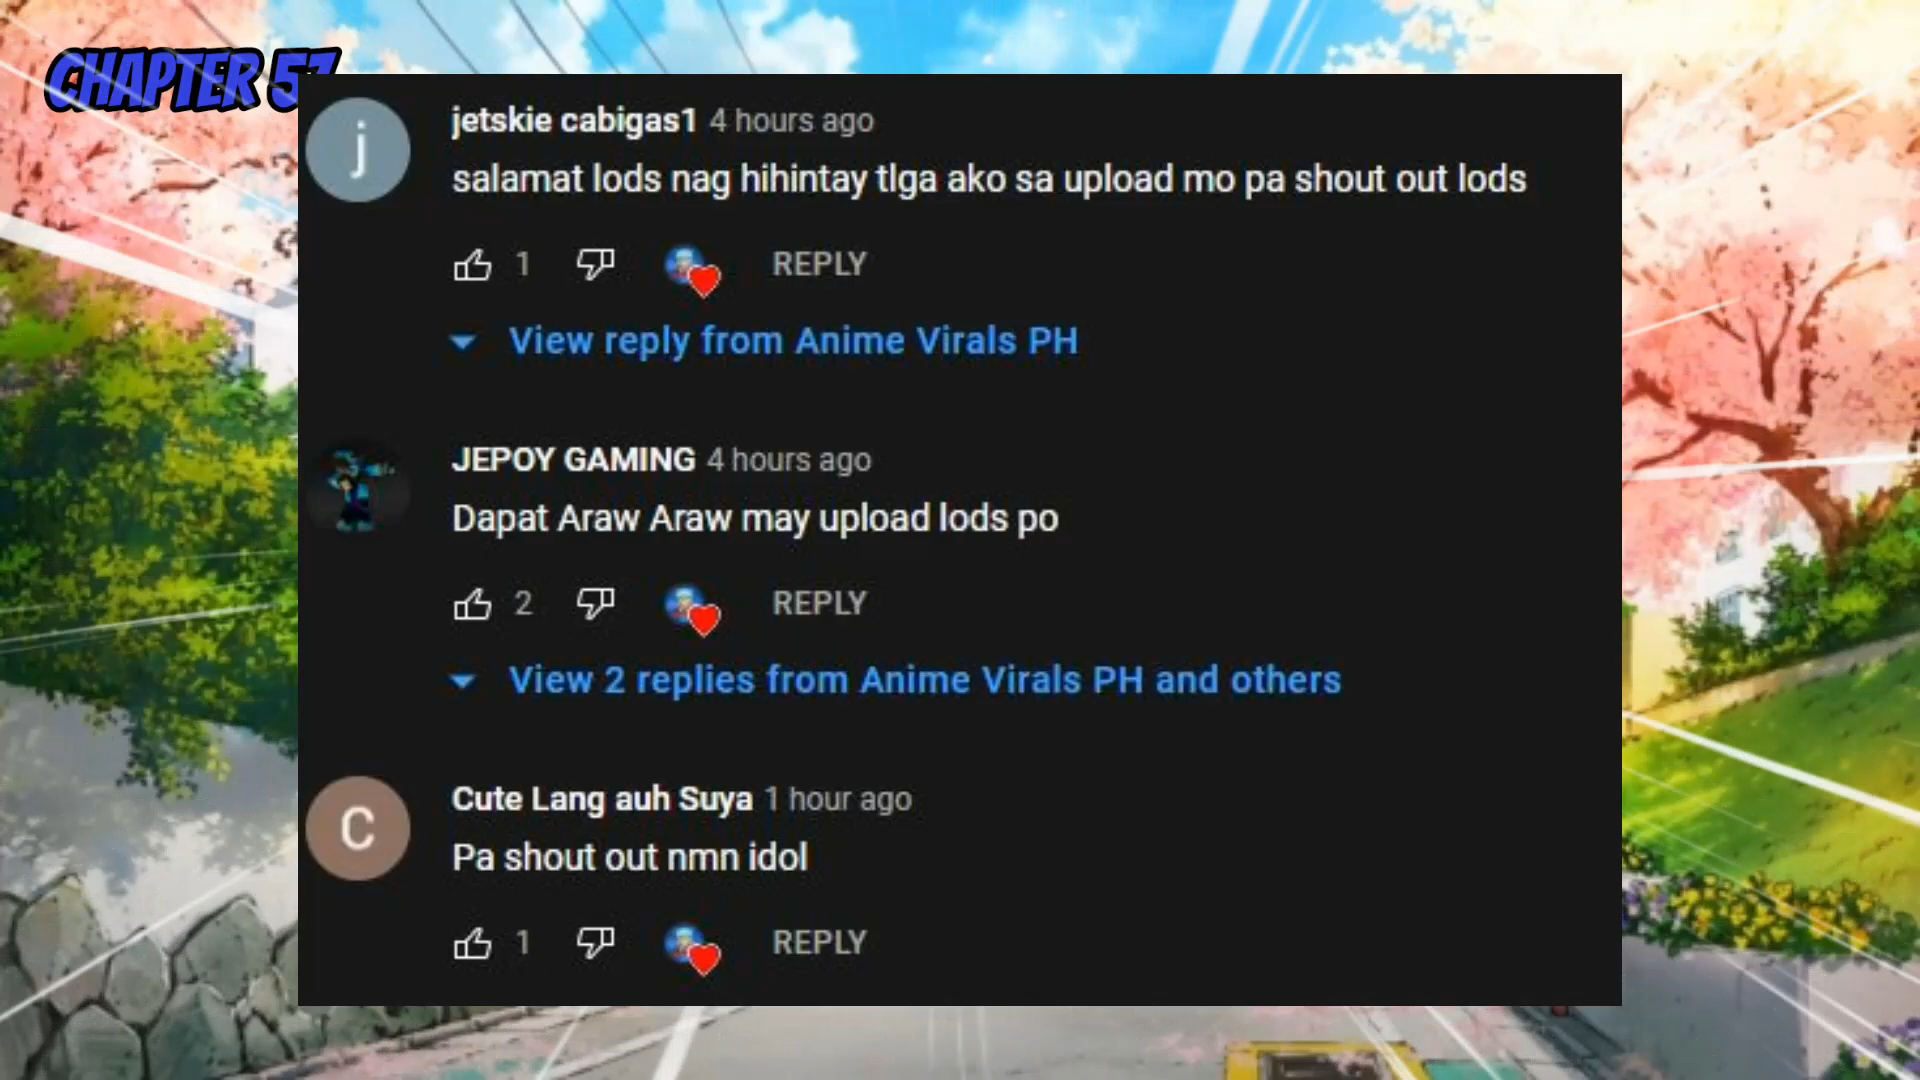 CHAPTER 57
j
jetskie cabigas1 4 hours ago
salamat lods nag hihintay tlga ako sa upload mo pa shout out lods
1 REPLY
View reply from Anime Virals PH
JEPOY GAMING 4 hours ago
Dapat Araw Araw may upload lods po
2 REPLY
View 2 replies from Anime Virals PH and others
C
Cute Lang auh Suya 1 hour ago
Pa shout out nmn idol
1 REPLY